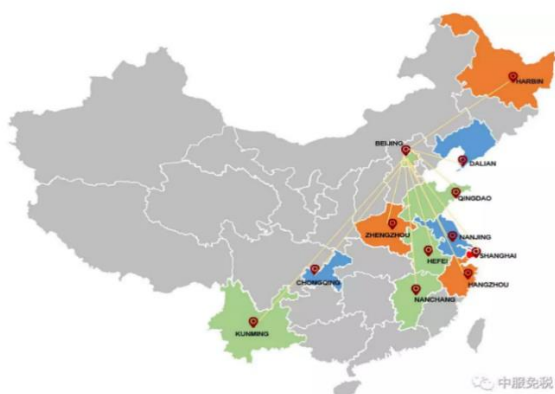 HARBIN
BEIJING
DALIAN
QINGDAO
ZHENGZHOU
NANJING
HEFEI
SHANGHAI
CHONGQING
HANGZHOU
NANCHANG
KUNMING
中服免税